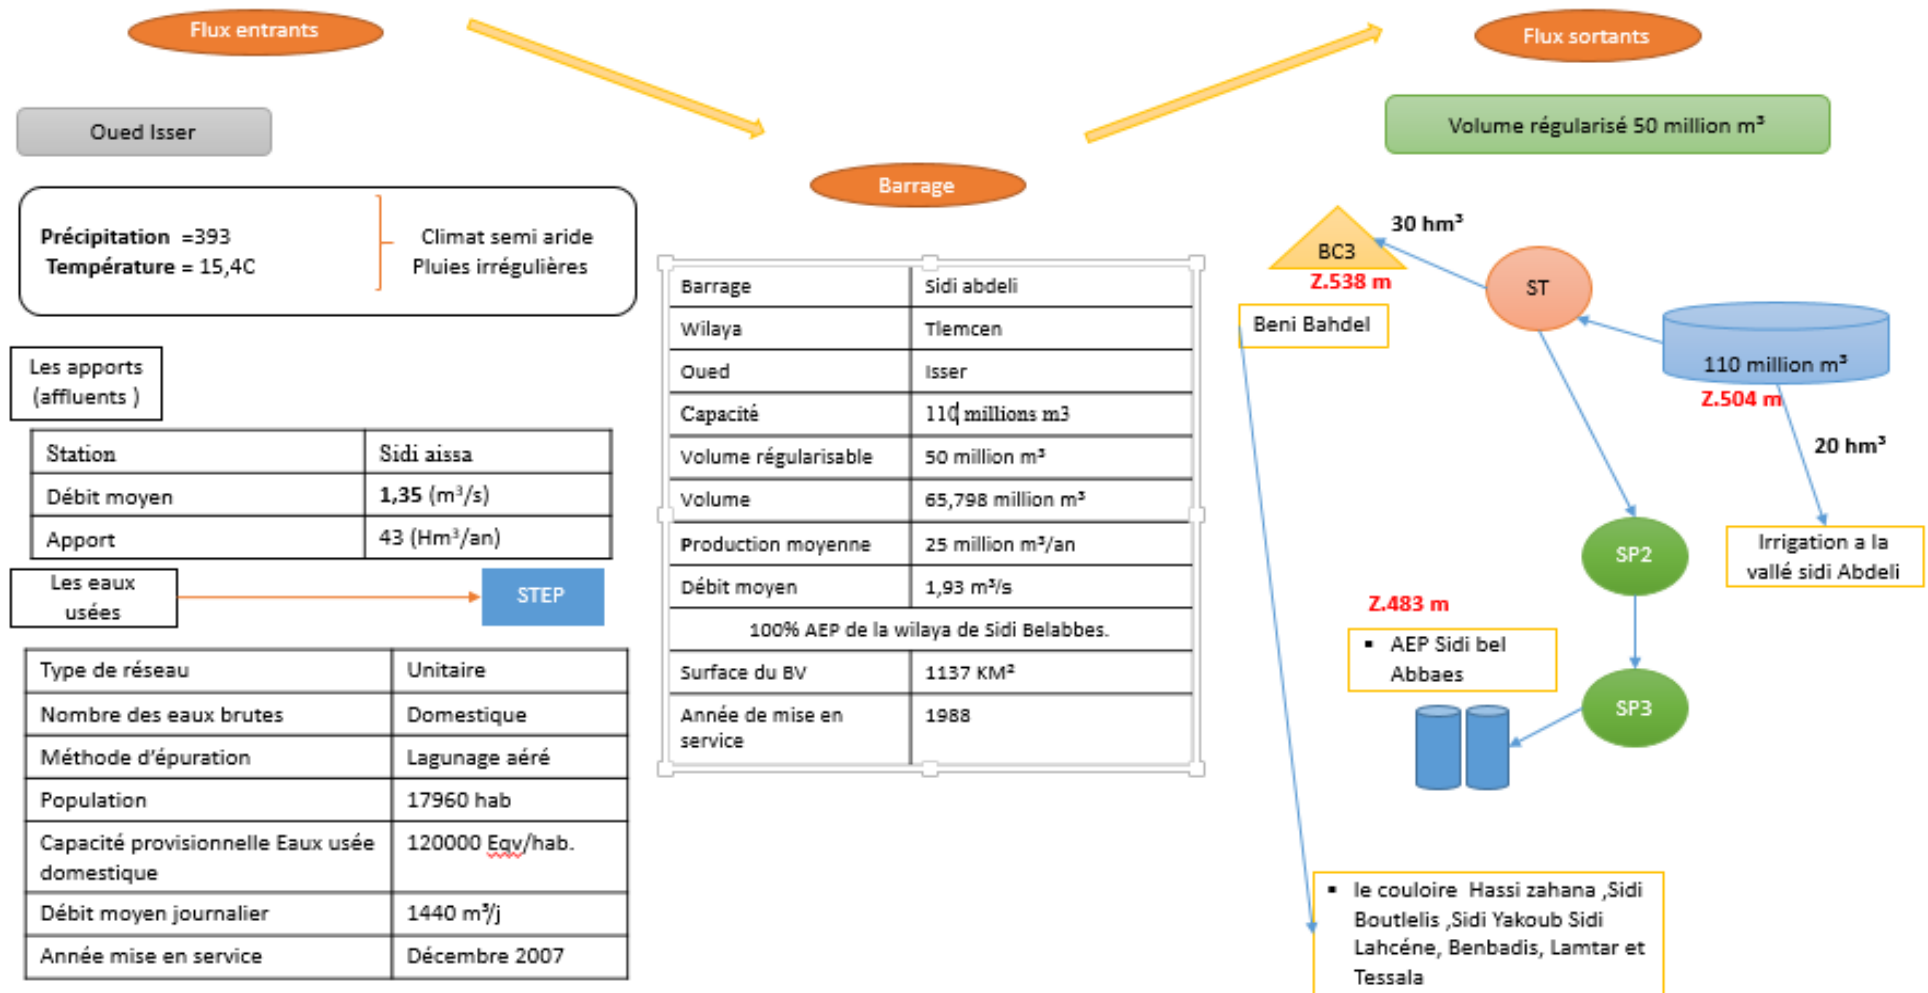 Flux entrants
Flux sortants
Oued Isser
Volume régularisé 50 million m³
Barrage
Précipitation =393
Température = 15,4C
Climat semi aride
Pluies irrégulières
Les apports
(affluents )
Station Sidi aissa
Débit moyen 1,35 (m³/s)
Apport 43 (Hm³/an)
Les eaux
usées
STEP
Type de réseau Unitaire
Nombre des eaux brutes Domestique
Méthode d'épuration Lagunage aéré
Population 17960 hab
Capacité provisionnelle Eaux usée 120000 Eqv/hab.
domestique
Débit moyen journalier 1440 m³/j
Année mise en service Décembre 2007
Barrage Sidi abdeli
Wilaya Tlemcen
Oued Isser
Capacité 110 millions m3
Volume régularisable 50 million m³
Volume 65,798 million m³
Production moyenne 25 million m³/an
Débit moyen 1,93 m³/s
100% AEP de la wilaya de Sidi Belabbes.
Surface du BV 1137 KM²
Année de mise en 1988
service
30 hm³
BC3
Z.538 m
Beni Bahdel
ST
110 million m³
Z.504 m
20 hm³
Irrigation a la
vallé sidi Abdeli
SP2
Z.483 m
▪ AEP Sidi bel
Abbaes
SP3
▪ le couloire Hassi zahana ,Sidi
Boutlelis ,Sidi Yakoub Sidi
Lahcéne, Benbadis, Lamtar et
Tessala